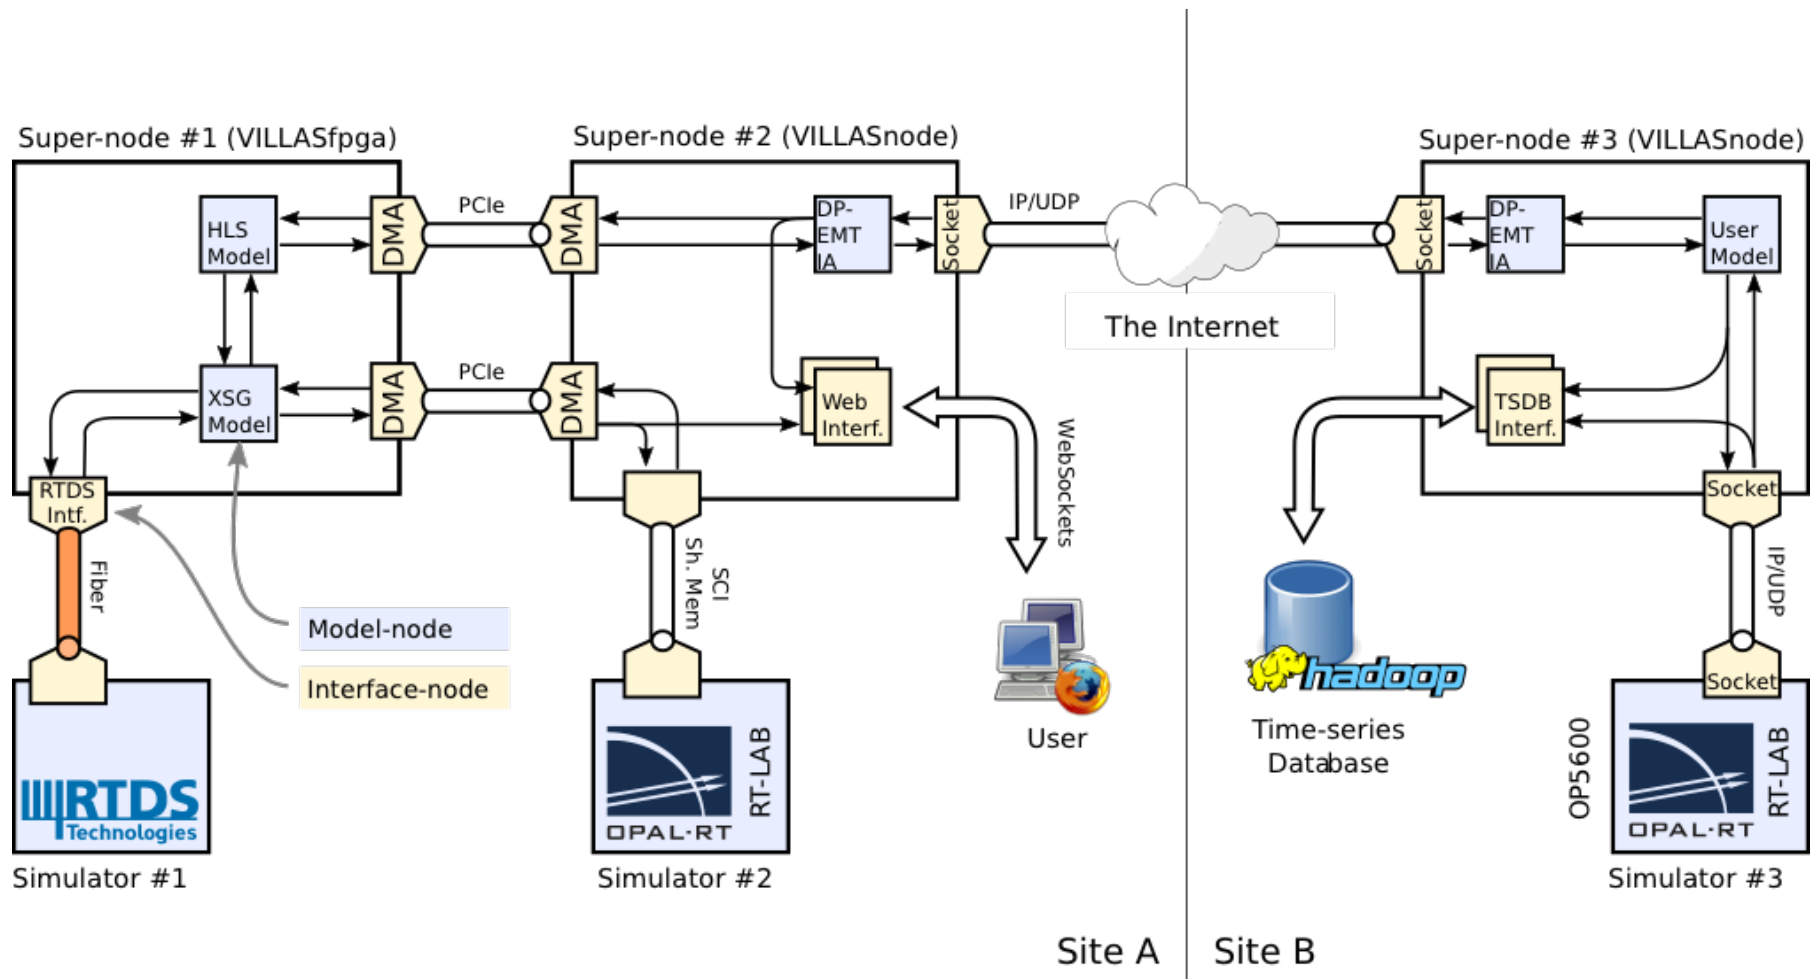 Super-node #1 (VILLASfpga)
Super-node #2 (VILLASnode)
Super-node #3 (VILLASnode)
HLS
Model
DMA
PCIe
DMA
DP-
EMT
IA
Socket
IP/UDP
The Internet
Socket
DP-
EMT
IA
User
Model
XSG
Model
DMA
PCIe
DMA
Web
Interf.
WebSockets
TSDB
Interf.
RTDS
Intf.
Socket
Fiber
SCI
Sh. Mem
IP/UDP
Model-node
Interface-node
Socket
hadoop
User
Time-series
Database
RTDS
Technologies
OPAL-RT
RT-LAB
OP5600
OPAL-RT
RT-LAB
Simulator #1
Simulator #2
Simulator #3
Site A
Site B